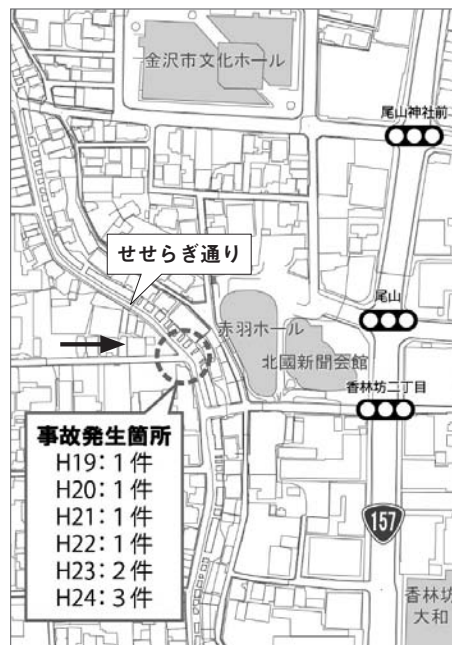 金沢市文化ホール
尾山神社前
せせらぎ通り
尾山
赤羽ホール
北國新聞会館
香林坊二丁目
事故発生箇所
H19：1件
H20：1件
H21：1件
H22：1件
H23：2件
H24：3件
157
香林坊
大和